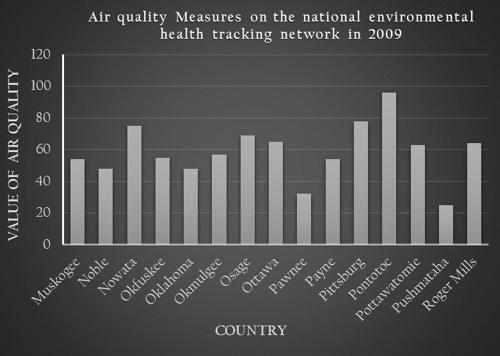 Air quality Measures on the national environmental
health tracking network in 2009
VALUE OF AIR QUALITY
120
100
80
60
40
20
0
Muskogee
Noble
Nowata
Okfuskee
Oklahoma
Okmulgee
Osage
Ottawa
Pawnee
Payne
Pittsburg
Pontotoc
Pottawatomie
Pushmataha
Roger Mills
COUNTRY